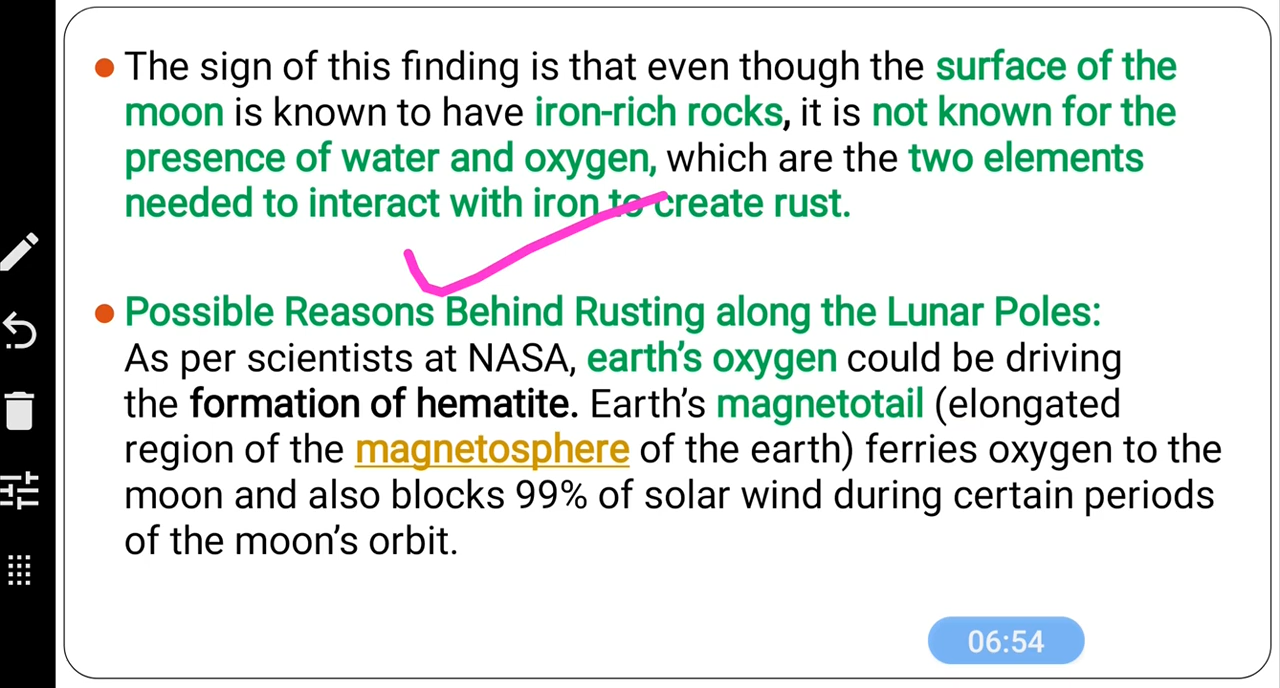 The sign of this finding is that even though the surface of the
moon is known to have iron-rich rocks, it is not known for the
presence of water and oxygen, which are the two elements
needed to interact with iron to create rust.
Possible Reasons Behind Rusting along the Lunar Poles:
As per scientists at NASA, earth's oxygen could be driving
the formation of hematite. Earth's magnetotail (elongated
region of the magnetosphere of the earth) ferries oxygen to the
moon and also blocks 99% of solar wind during certain periods
of the moon's orbit.
06:54